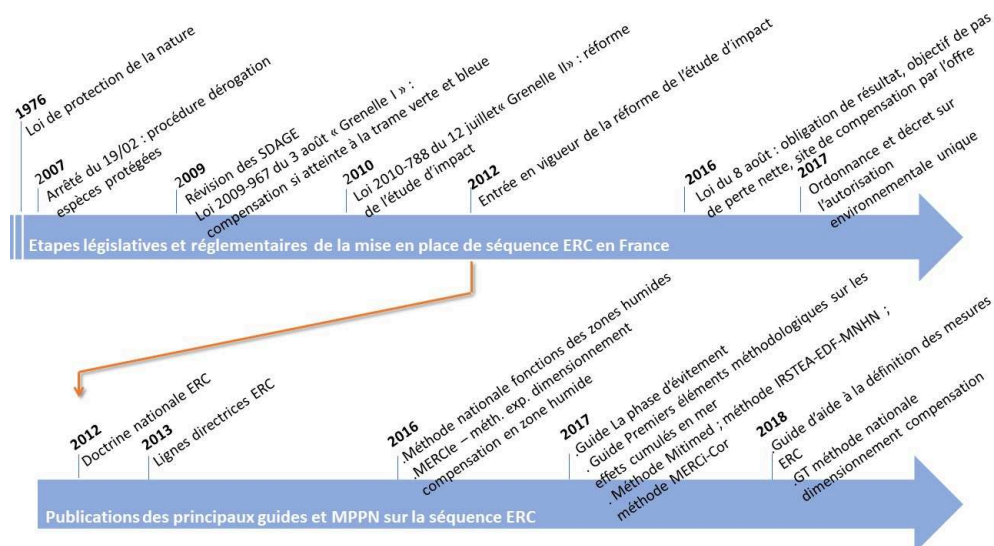 1976
Loi de protection de la nature
2007
Arrêté du 19/02 : procédure dérogation
espèces protégées
2009
Révision des SDAGE
Loi 2009-967 du 3 août « Grenelle I » :
compensation si atteinte à la trame verte et bleue
2010
Loi 2010-788 du 12 juillet« Grenelle II» : réforme
de l'étude d'impact
2012
Entrée en vigueur de la réforme de l'étude d'impact
2016
Loi du 8 août : obligation de résultat, objectif de pas
de perte nette, site de compensation par l'offre
2017
Ordonnance et décret sur
l'autorisation
environnementale unique
Etapes législatives et réglementaires de la mise en place de séquence ERC en France
2012
Doctrine nationale ERC
2013
Lignes directrices ERC
2016
.Méthode nationale fonctions des zones humides
.MERCIe – méth. exp. dimensionnement
compensation en zone humide
2017
.Guide La phase d'évitement
. Guide Premiers éléments méthodologiques sur les
effets cumulés en mer
. Méthode Mitimed ; méthode IRSTEA-EDF-MNHN ;
méthode MERCi-Cor
2018
.Guide d'aide à la définition des mesures
ERC
.GT méthode nationale
dimensionnement compensation
Publications des principaux guides et MPPN sur la séquence ERC